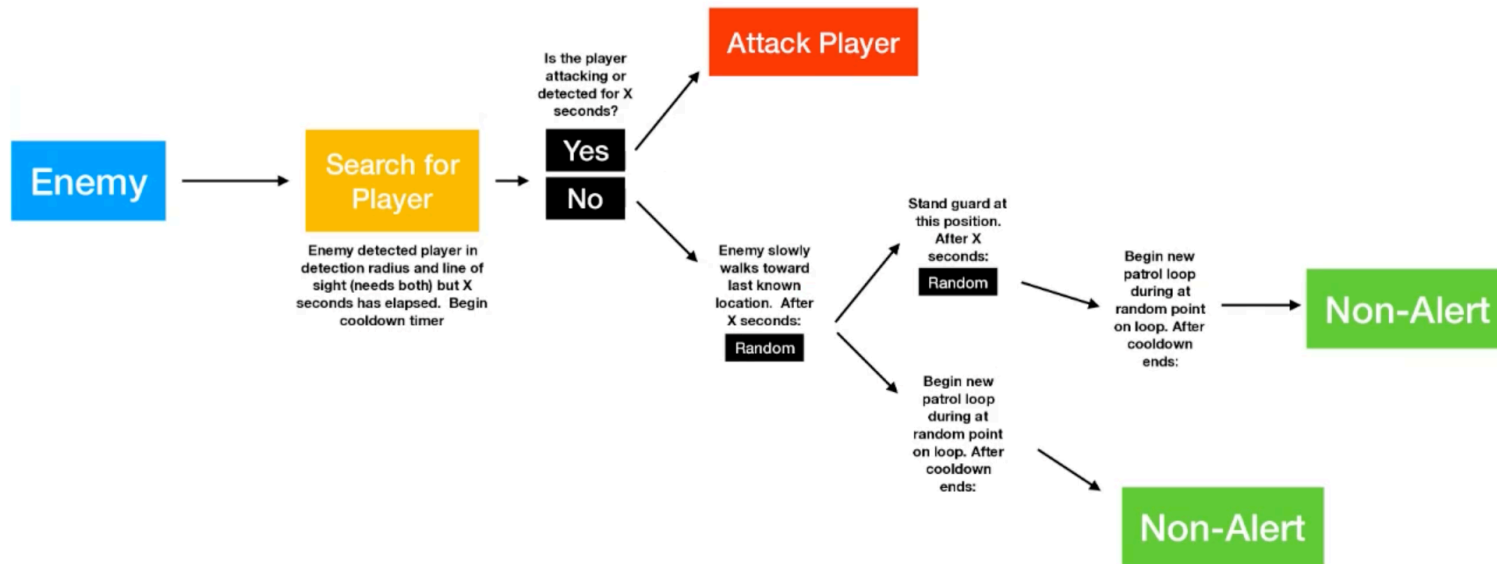 Enemy
Search for
Player
Enemy detected player in
detection radius and line of
sight (needs both) but X
seconds has elapsed. Begin
cooldown timer
Is the player
attacking or
detected for X
seconds?
Yes
No
Attack Player
Enemy slowly
walks toward
last known
location. After
X seconds:
Random
Stand guard at
this position.
After X
seconds:
Random
Begin new
patrol loop
during at
random point
on loop. After
cooldown
ends:
Non-Alert
Begin new
patrol loop
during at
random point
on loop. After
cooldown
ends:
Non-Alert